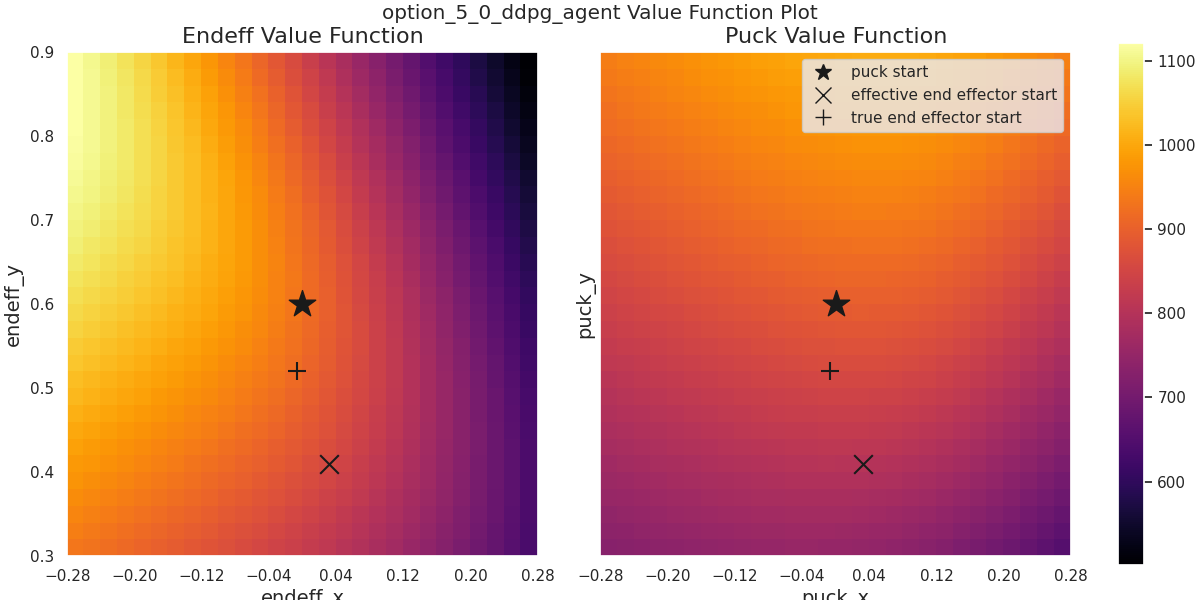 option_5_0_ddpg_agent Value Function Plot
Endeff Value Function
Puck Value Function
0.9
0.8
0.7
0.6
0.5
0.4
0.3
endeff_y
−0.28 −0.20 −0.12 −0.04 0.04 0.12 0.20 0.28
endeff_x
puck start
effective end effector start
true end effector start
puck_y
−0.28 −0.20 −0.12 −0.04 0.04 0.12 0.20 0.28
puck_x
1100
1000
900
800
700
600